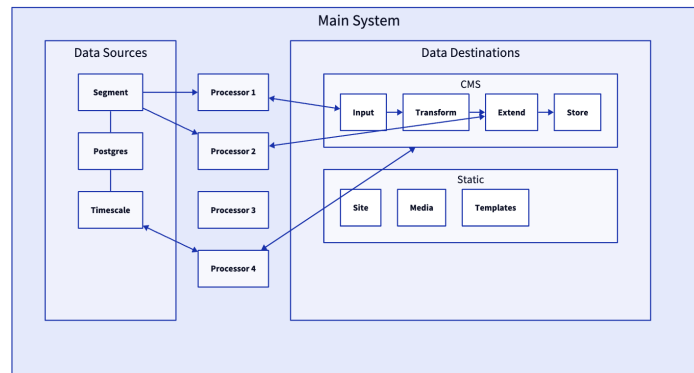 Main System
Data Sources
Data Destinations
Segment
Processor 1
CMS
Input
Transform
Extend
Store
Postgres
Processor 2
Static
Timescale
Processor 3
Site
Media
Templates
Processor 4